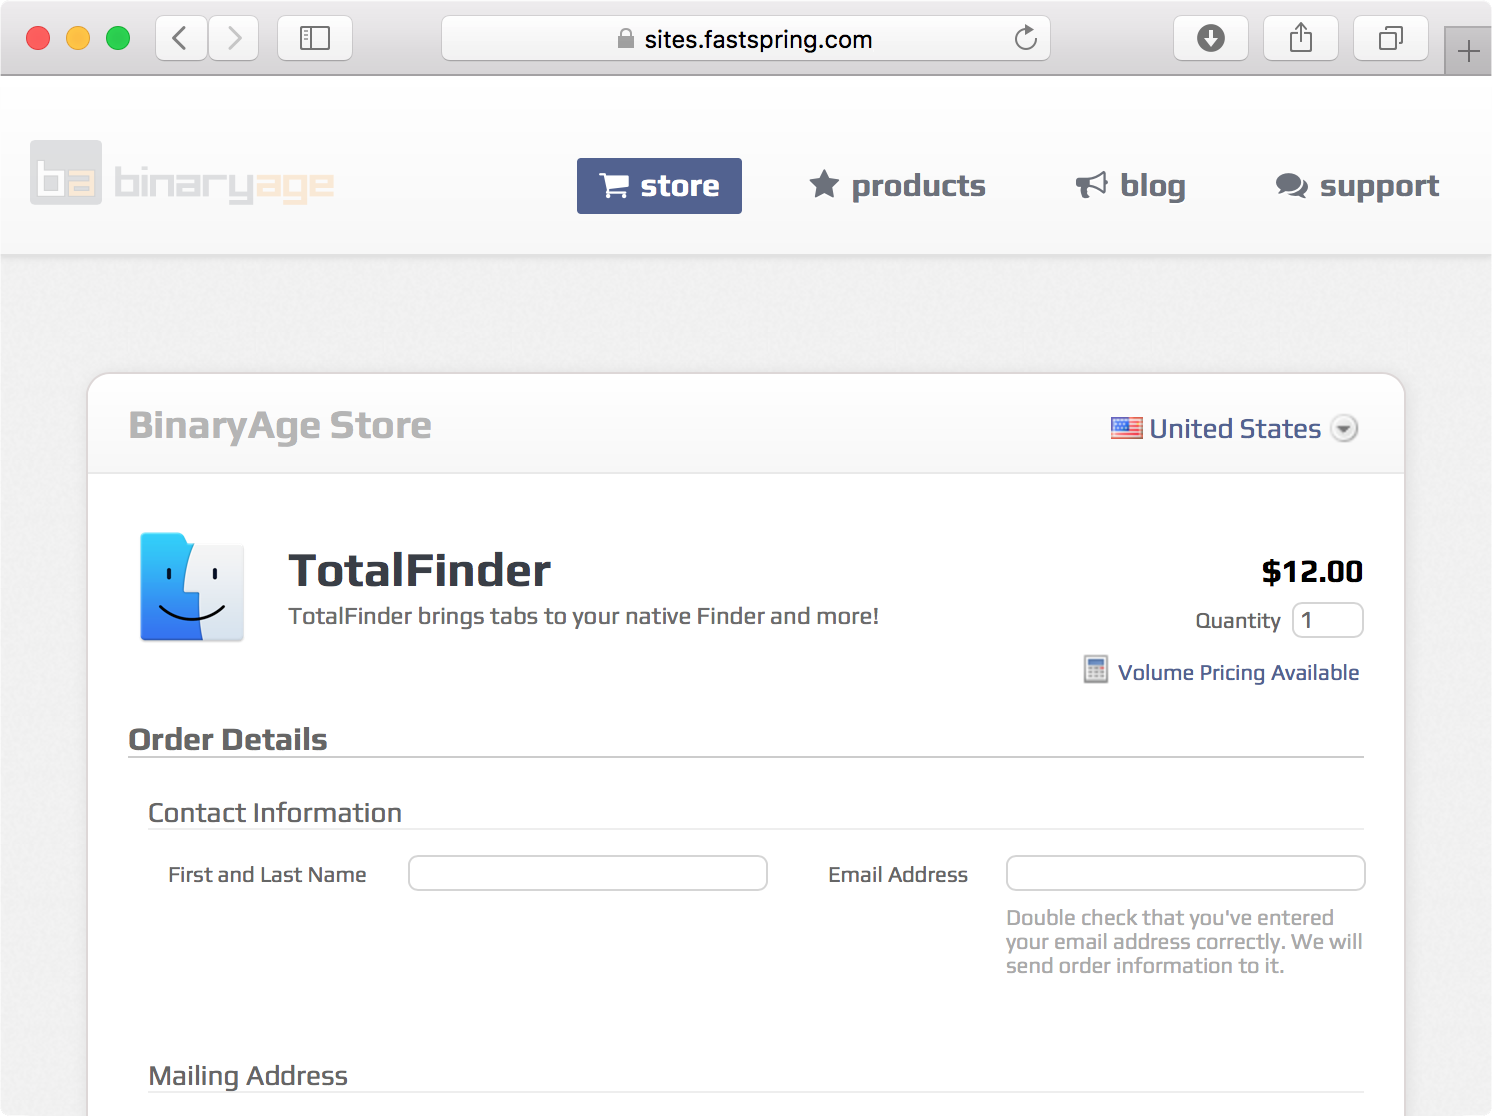 sites.fastspring.com
ba binaryage
store
products
blog
support
BinaryAge Store
United States
TotalFinder
$12.00
TotalFinder brings tabs to your native Finder and more!
Quantity 1
Volume Pricing Available
Order Details
Contact Information
First and Last Name
Email Address
Double check that you've entered
your email address correctly. We will
send order information to it.
Mailing Address